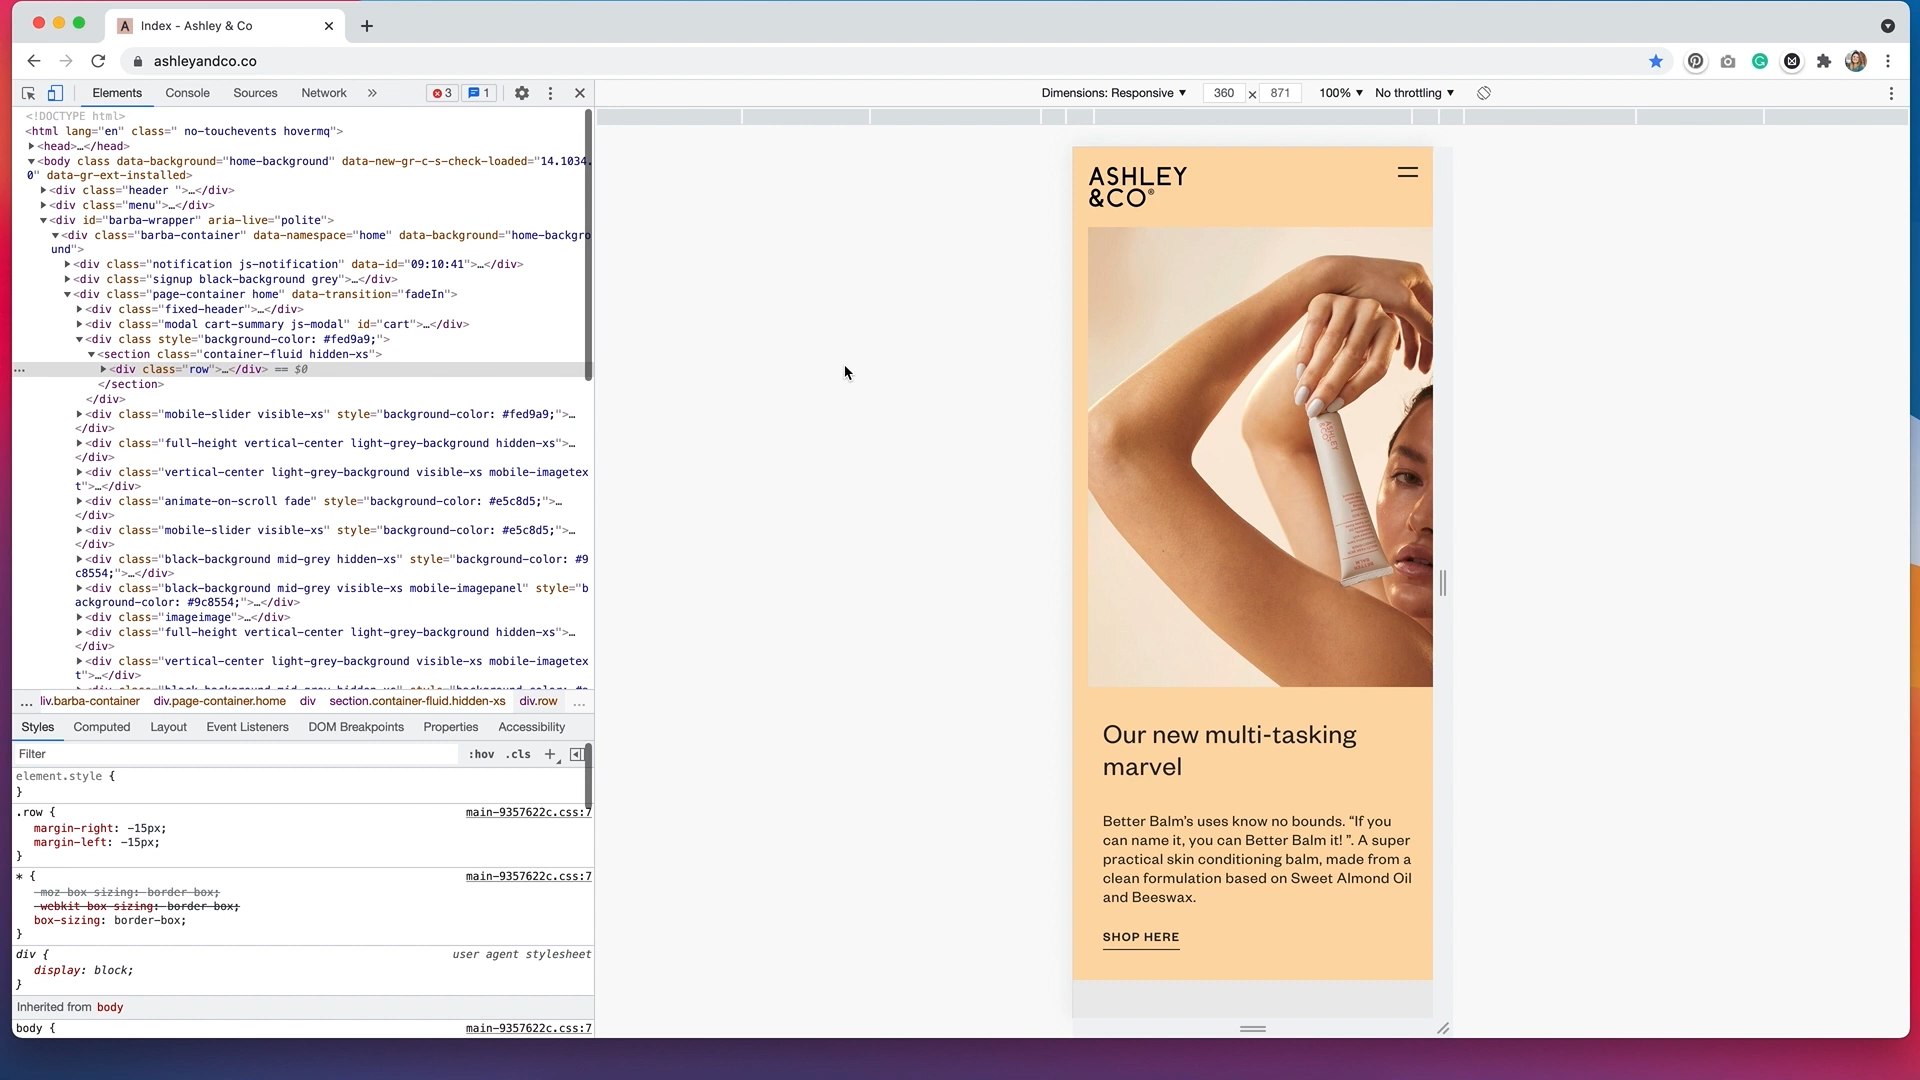 A Index - Ashley & Co
ashleyandco.co
Elements Console Sources Network » 3 1
Dimensions: Responsive 360 x 871 100% No throttling
<!DOCTYPE html>
<html lang="en" class=" no-touchevents hovermq">
<head>…</head>
<body class data-background="home-background" data-new-gr-c-s-check-loaded="14.1034.
0" data-gr-ext-installed>
<div class="header ">…</div>
<div class="menu">…</div>
<div id="barba-wrapper" aria-live="polite">
<div class="barba-container" data-namespace="home" data-background="home-backgro
und">
<div class="notification js-notification" data-id="09:10:41">…</div>
<div class="signup black-background grey">…</div>
<div class="page-container home" data-transition="fadeIn">
<div class="fixed-header">…</div>
<div class="modal cart-summary js-modal" id="cart">…</div>
<div class style="background-color: #fed9a9;">
<section class="container-fluid hidden-xs">
… <div class="row">…</div> == $0
</section>
</div>
<div class="mobile-slider visible-xs" style="background-color: #fed9a9;">…
</div>
<div class="full-height vertical-center light-grey-background hidden-xs">…
</div>
<div class="vertical-center light-grey-background visible-xs mobile-imagetex
t">…</div>
<div class="animate-on-scroll fade" style="background-color: #e5c8d5;">…
</div>
<div class="mobile-slider visible-xs" style="background-color: #e5c8d5;">…
</div>
<div class="black-background mid-grey hidden-xs" style="background-color: #9
c8554;">…</div>
<div class="black-background mid-grey visible-xs mobile-imagepanel" style="b
ackground-color: #9c8554;">…</div>
<div class="imageimage">…</div>
<div class="full-height vertical-center light-grey-background hidden-xs">…
</div>
<div class="vertical-center light-grey-background visible-xs mobile-imagetex
t">…</div>
… liv.barba-container div.page-container.home div section.container-fluid.hidden-xs div.row …
Styles Computed Layout Event Listeners DOM Breakpoints Properties Accessibility
Filter :hov .cls +
element.style {
}
.row { main-9357622c.css:7
margin-right: -15px;
margin-left: -15px;
}
* { main-9357622c.css:7
-moz-box-sizing: border-box;
-webkit-box-sizing: border-box;
box-sizing: border-box;
}
div { user agent stylesheet
display: block;
}
Inherited from body
body { main-9357622c.css:7
ASHLEY
&CO®
ASHLEY
&CO
Our new multi-tasking
marvel
Better Balm’s uses know no bounds. “If you
can name it, you can Better Balm it! ”. A super
practical skin conditioning balm, made from a
clean formulation based on Sweet Almond Oil
and Beeswax.
SHOP HERE